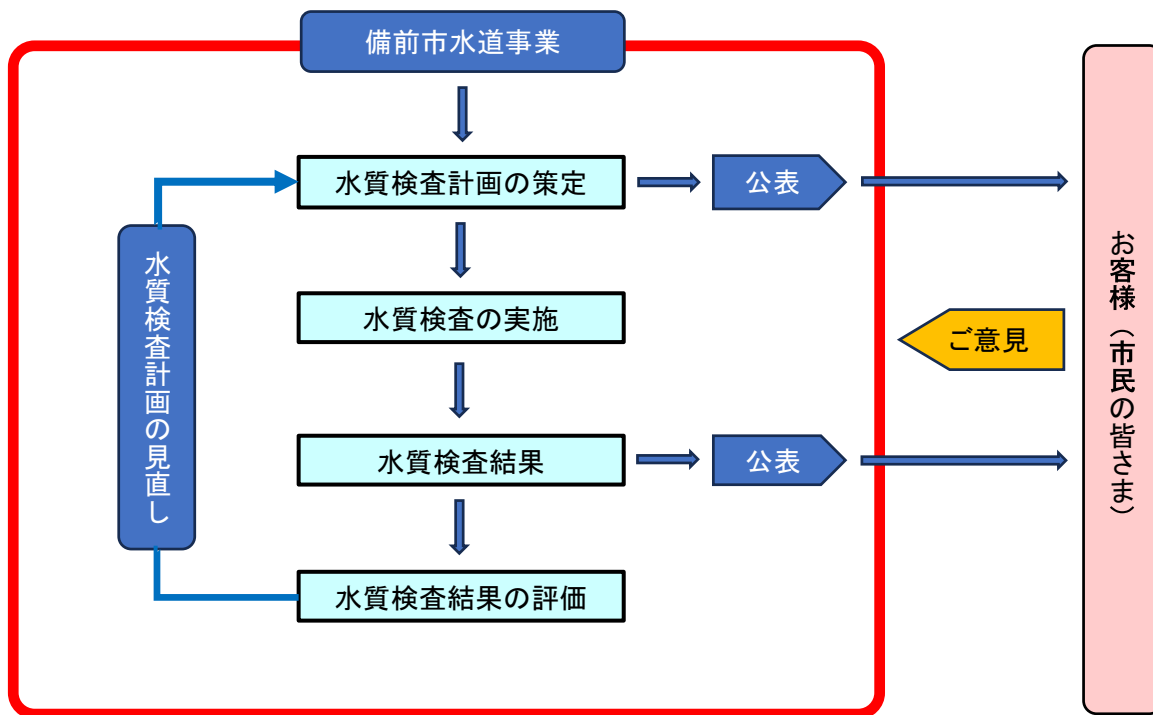 備前市水道事業
水質検査計画の策定
公表
水質検査の実施
ご意見
水質検査結果
公表
水質検査結果の評価
水質検査計画の見直し
お客様（市民の皆さま）